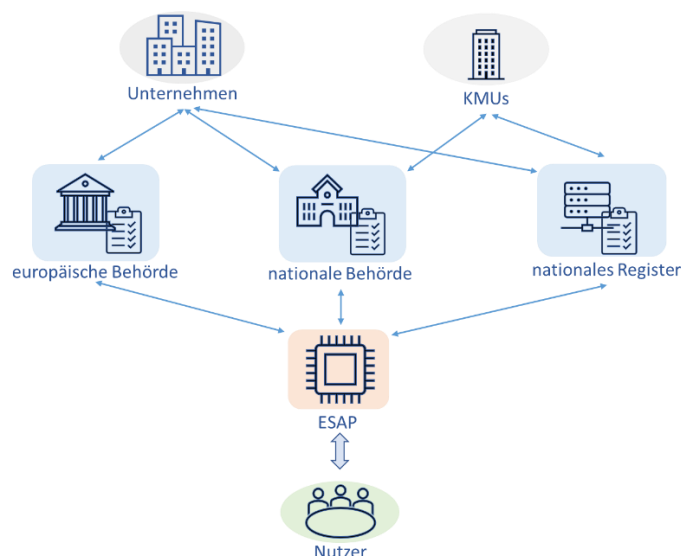 Unternehmen
KMUs
europäische Behörde
nationale Behörde
nationales Register
ESAP
Nutzer